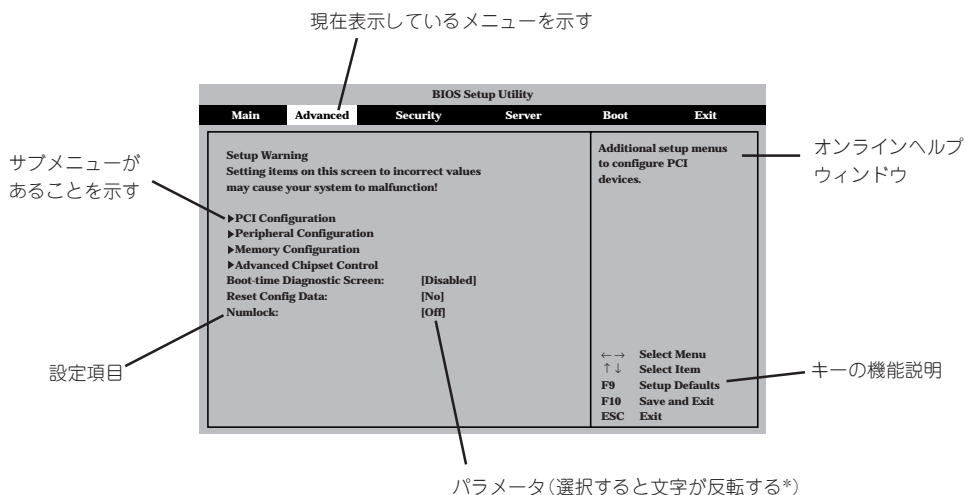 現在表示しているメニューを示す
BIOS Setup Utility
Main Advanced Security Server Boot Exit
サブメニューが
あることを示す
Setup Warning
Setting items on this screen to incorrect values
may cause your system to malfunction!
▶PCI Configuration
▶Peripheral Configuration
▶Memory Configuration
▶Advanced Chipset Control
Boot-time Diagnostic Screen: [Disabled]
Reset Config Data: [No]
Numlock: [Off]
設定項目
Additional setup menus
to configure PCI
devices.
オンラインヘルプ
ウィンドウ
←→ Select Menu
↑↓ Select Item
F9 Setup Defaults
F10 Save and Exit
ESC Exit
キーの機能説明
パラメータ(選択すると文字が反転する*)